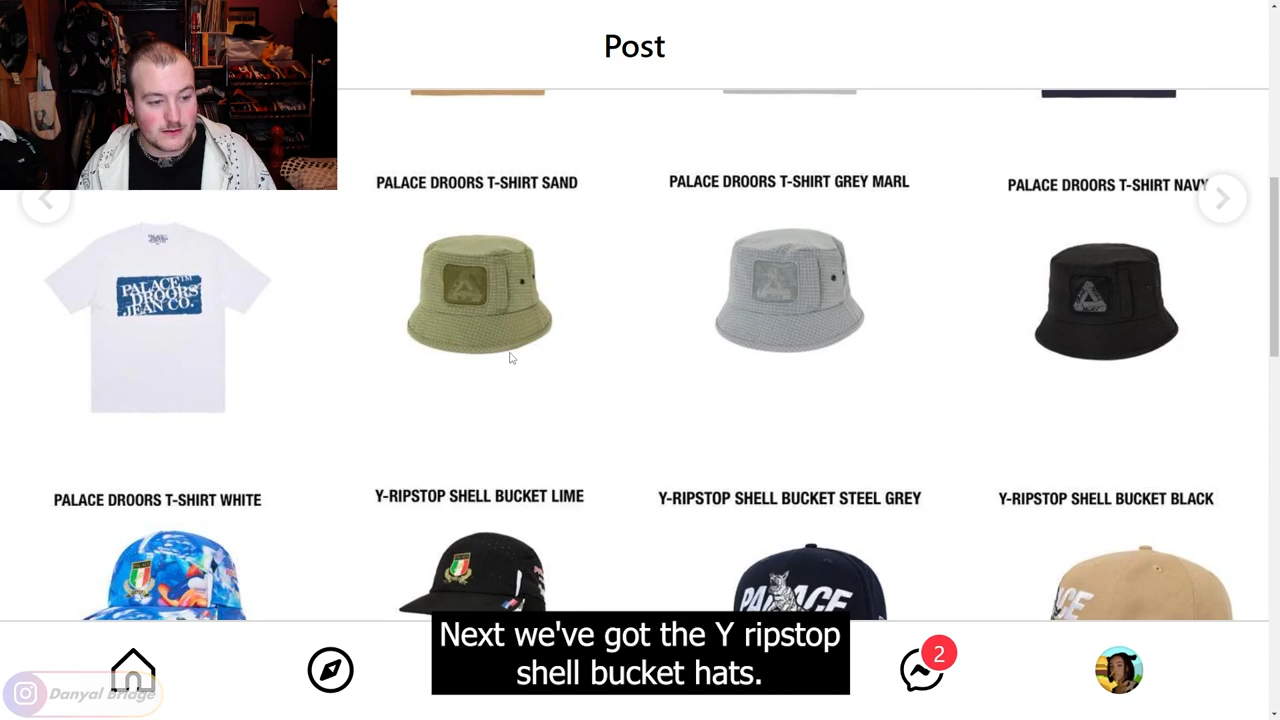 Post
PALACE DROORS T-SHIRT SAND
PALACE DROORS T-SHIRT GREY MARL
PALACE DROORS T-SHIRT NAVY
PALACE™
DROORS
JEAN CO.
PALACE DROORS T-SHIRT WHITE
Y-RIPSTOP SHELL BUCKET LIME
Y-RIPSTOP SHELL BUCKET STEEL GREY
Y-RIPSTOP SHELL BUCKET BLACK
PALACE
Next we've got the Y ripstop
shell bucket hats.
2
Danyal Bridge